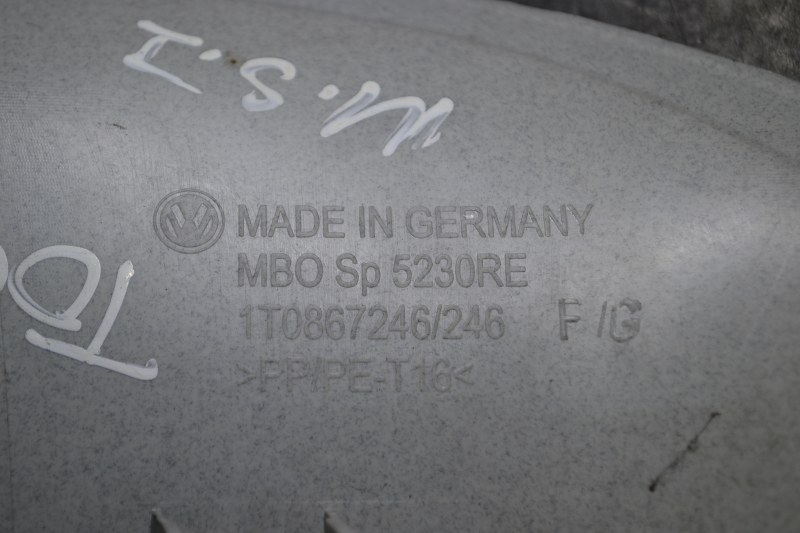 MADE IN GERMANY
MBO Sp 5230RE
1T0867246/246 F/G
>PP/PE-T16<